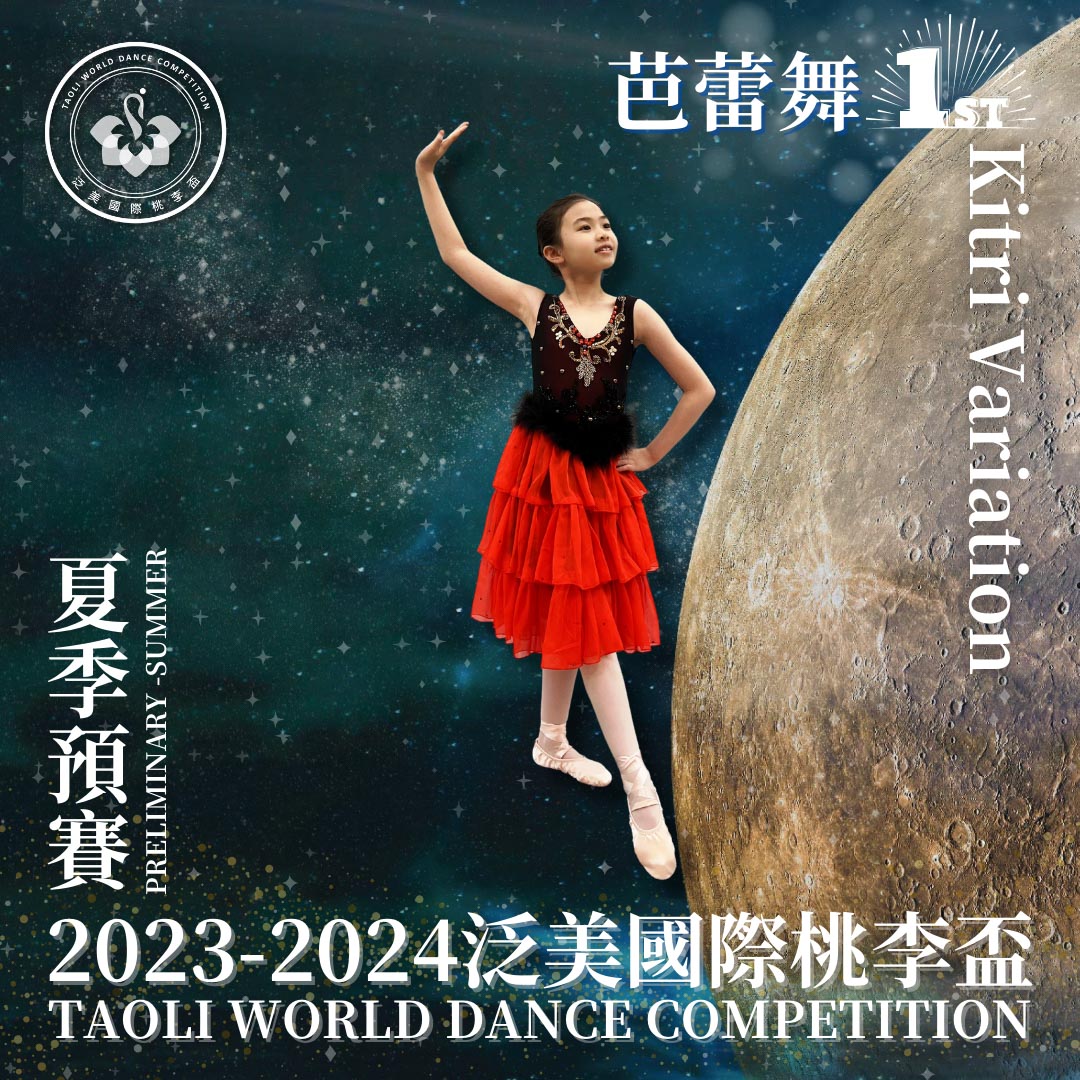 TAOLI WORLD DANCE COMPETITION
泛美國際桃李盃
芭蕾舞 1ST
Kitri Variation
夏季預賽
PRELIMINARY -SUMMER
2023-2024泛美國際桃李盃
TAOLI WORLD DANCE COMPETITION